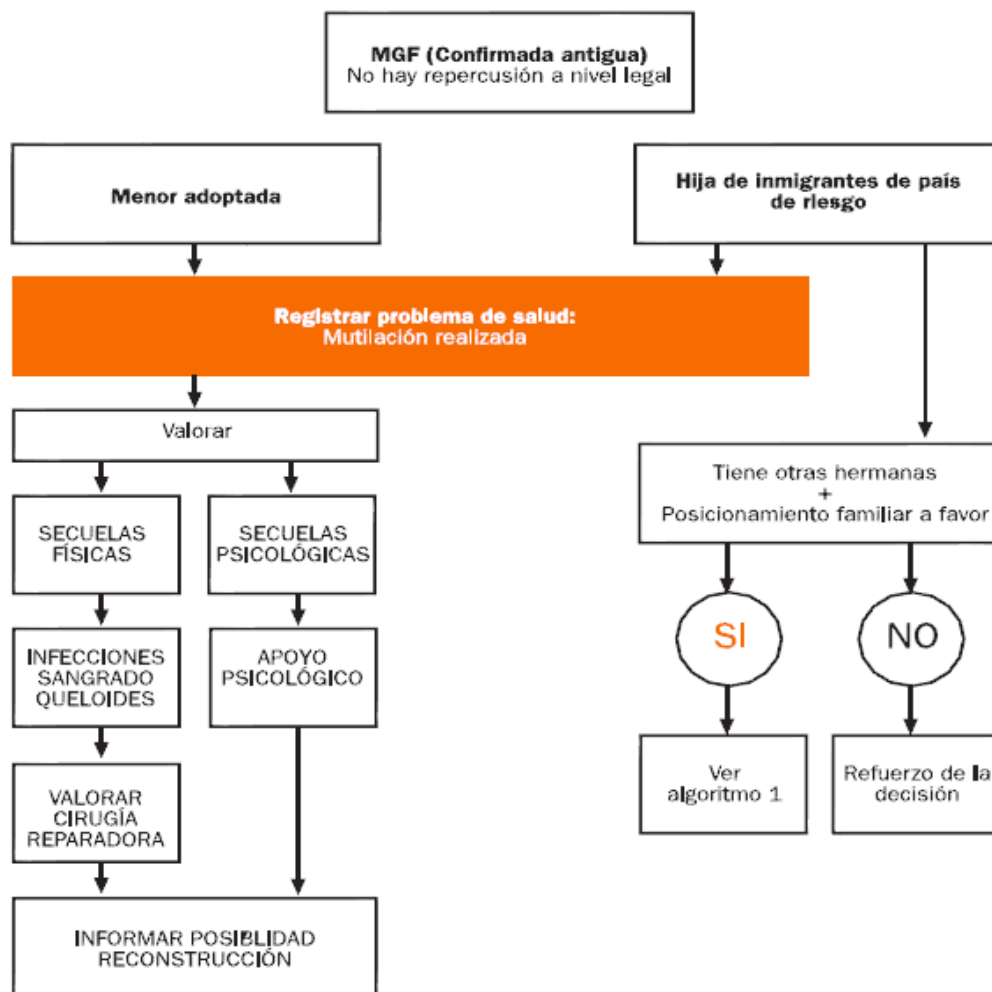 MGF (Confirmada antigua)
No hay repercusión a nivel legal
Menor adoptada
Hija de inmigrantes de país
de riesgo
Registrar problema de salud:
Mutilación realizada
Valorar
Tiene otras hermanas
+
Posicionamiento familiar a favor
SECUELAS
FÍSICAS
SECUELAS
PSICOLÓGICAS
SI
NO
INFECCIONES
SANGRADO
QUELOIDES
APOYO
PSICOLÓGICO
Ver
algoritmo 1
Refuerzo de la
decisión
VALORAR
CIRUGÍA
REPARADORA
INFORMAR POSIBLIDAD
RECONSTRUCCIÓN